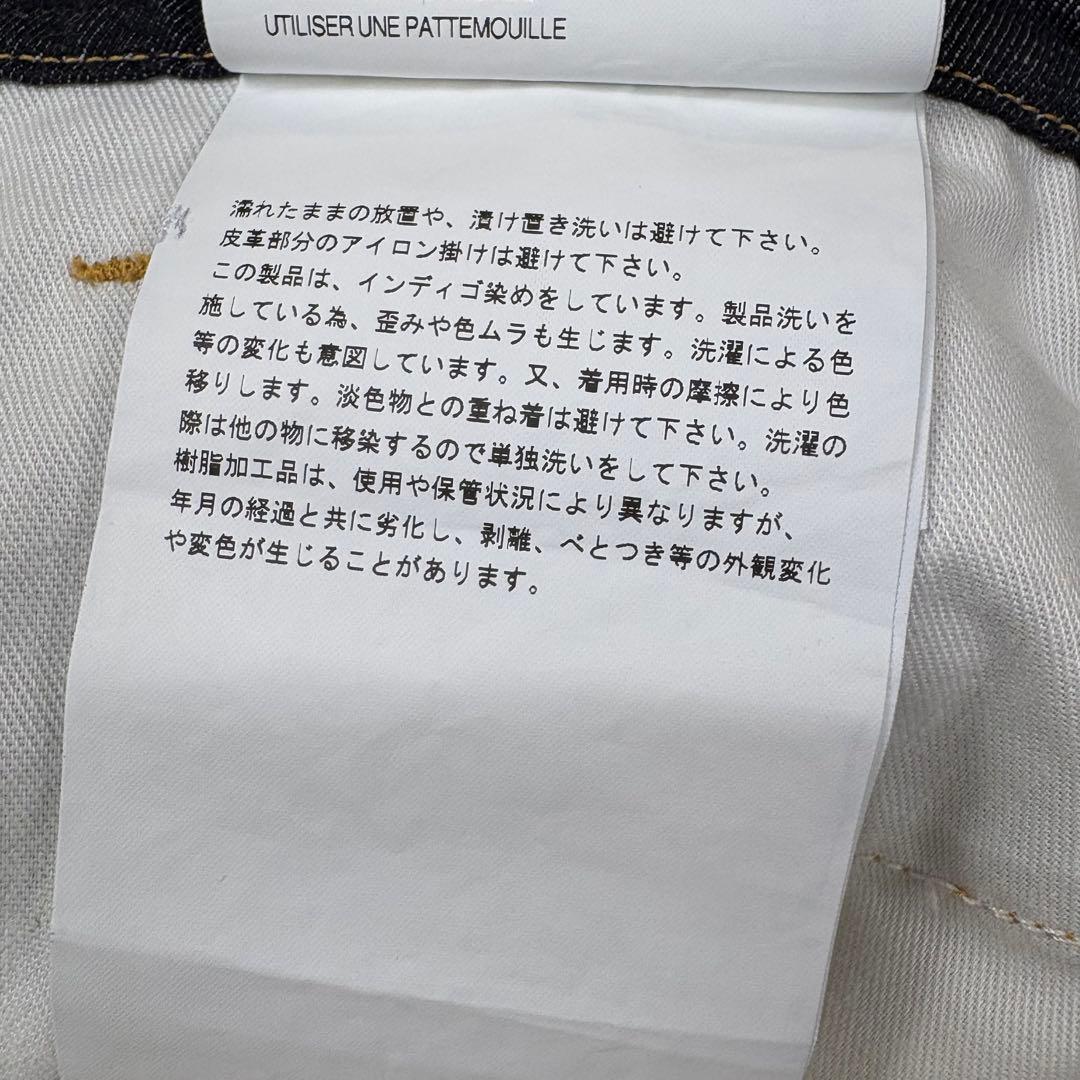 UTILISER UNE PATTEMOUILLE
濡れたままの放置や、漬け置き洗いは避けて下さい。
皮革部分のアイロン掛けは避けて下さい。
この製品は、インディゴ染めをしています。製品洗いを
施している為、歪みや色ムラも生じます。洗濯による色
等の変化も意図しています。又、着用時の摩擦により色
移りします。淡色物との重ね着は避けて下さい。洗濯の
際は他の物に移染するので単独洗いをして下さい。
樹脂加工品は、使用や保管状況により異なりますが、
年月の経過と共に劣化し、剥離、べとつき等の外観変化
や変色が生じることがあります。